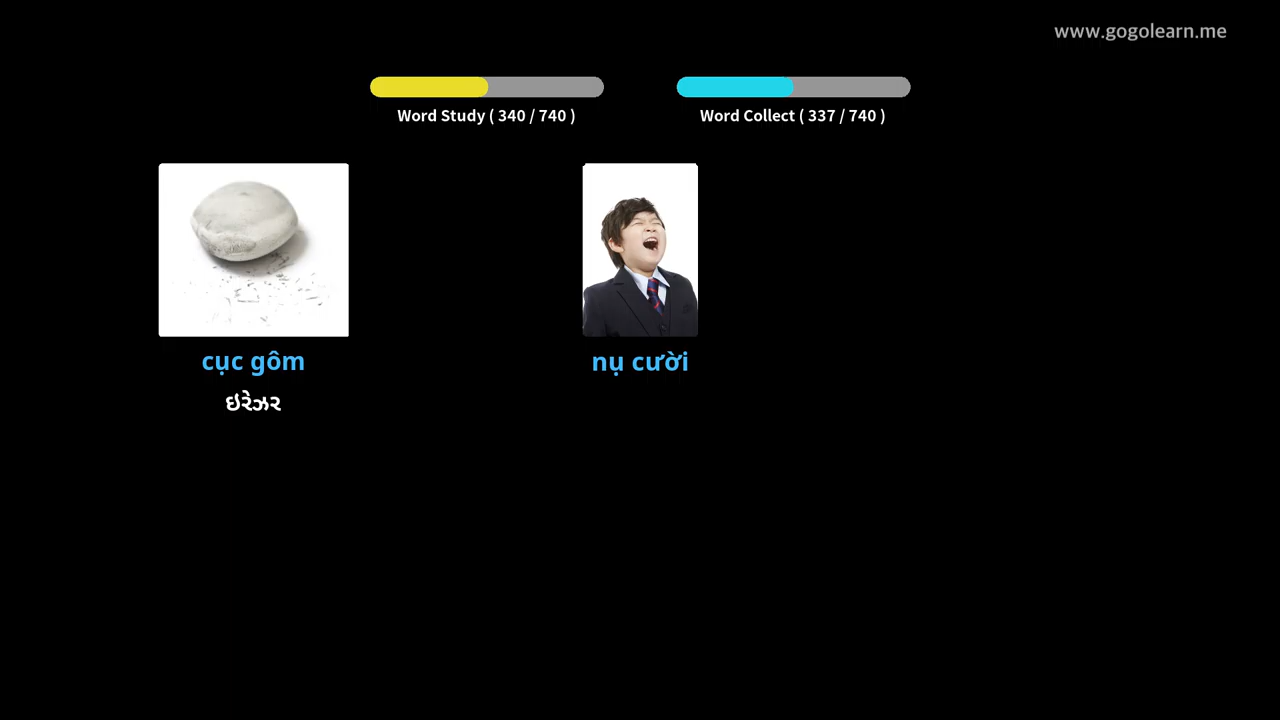 www.gogolearn.me
Word Study ( 340 / 740 )
Word Collect ( 337 / 740 )
cục gôm
ઇરેઝર
nụ cười